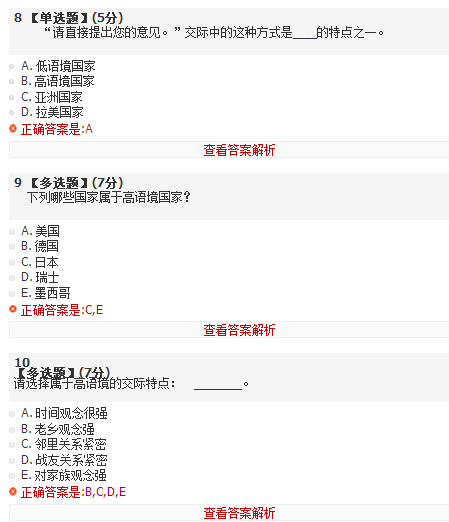 8 【单选题】(5分)
“请直接提出您的意见。”交际中的这种方式是____的特点之一。
A. 低语境国家
B. 高语境国家
C. 亚洲国家
D. 拉美国家
正确答案是:A
查看答案解析
9 【多选题】(7分)
下列哪些国家属于高语境国家?
A. 美国
B. 德国
C. 日本
D. 瑞士
E. 墨西哥
正确答案是:C,E
查看答案解析
10
【多选题】(7分)
请选择属于高语境的交际特点: ________。
A. 时间观念很强
B. 老乡观念强
C. 邻里关系紧密
D. 战友关系紧密
E. 对家族观念强
正确答案是:B,C,D,E
查看答案解析